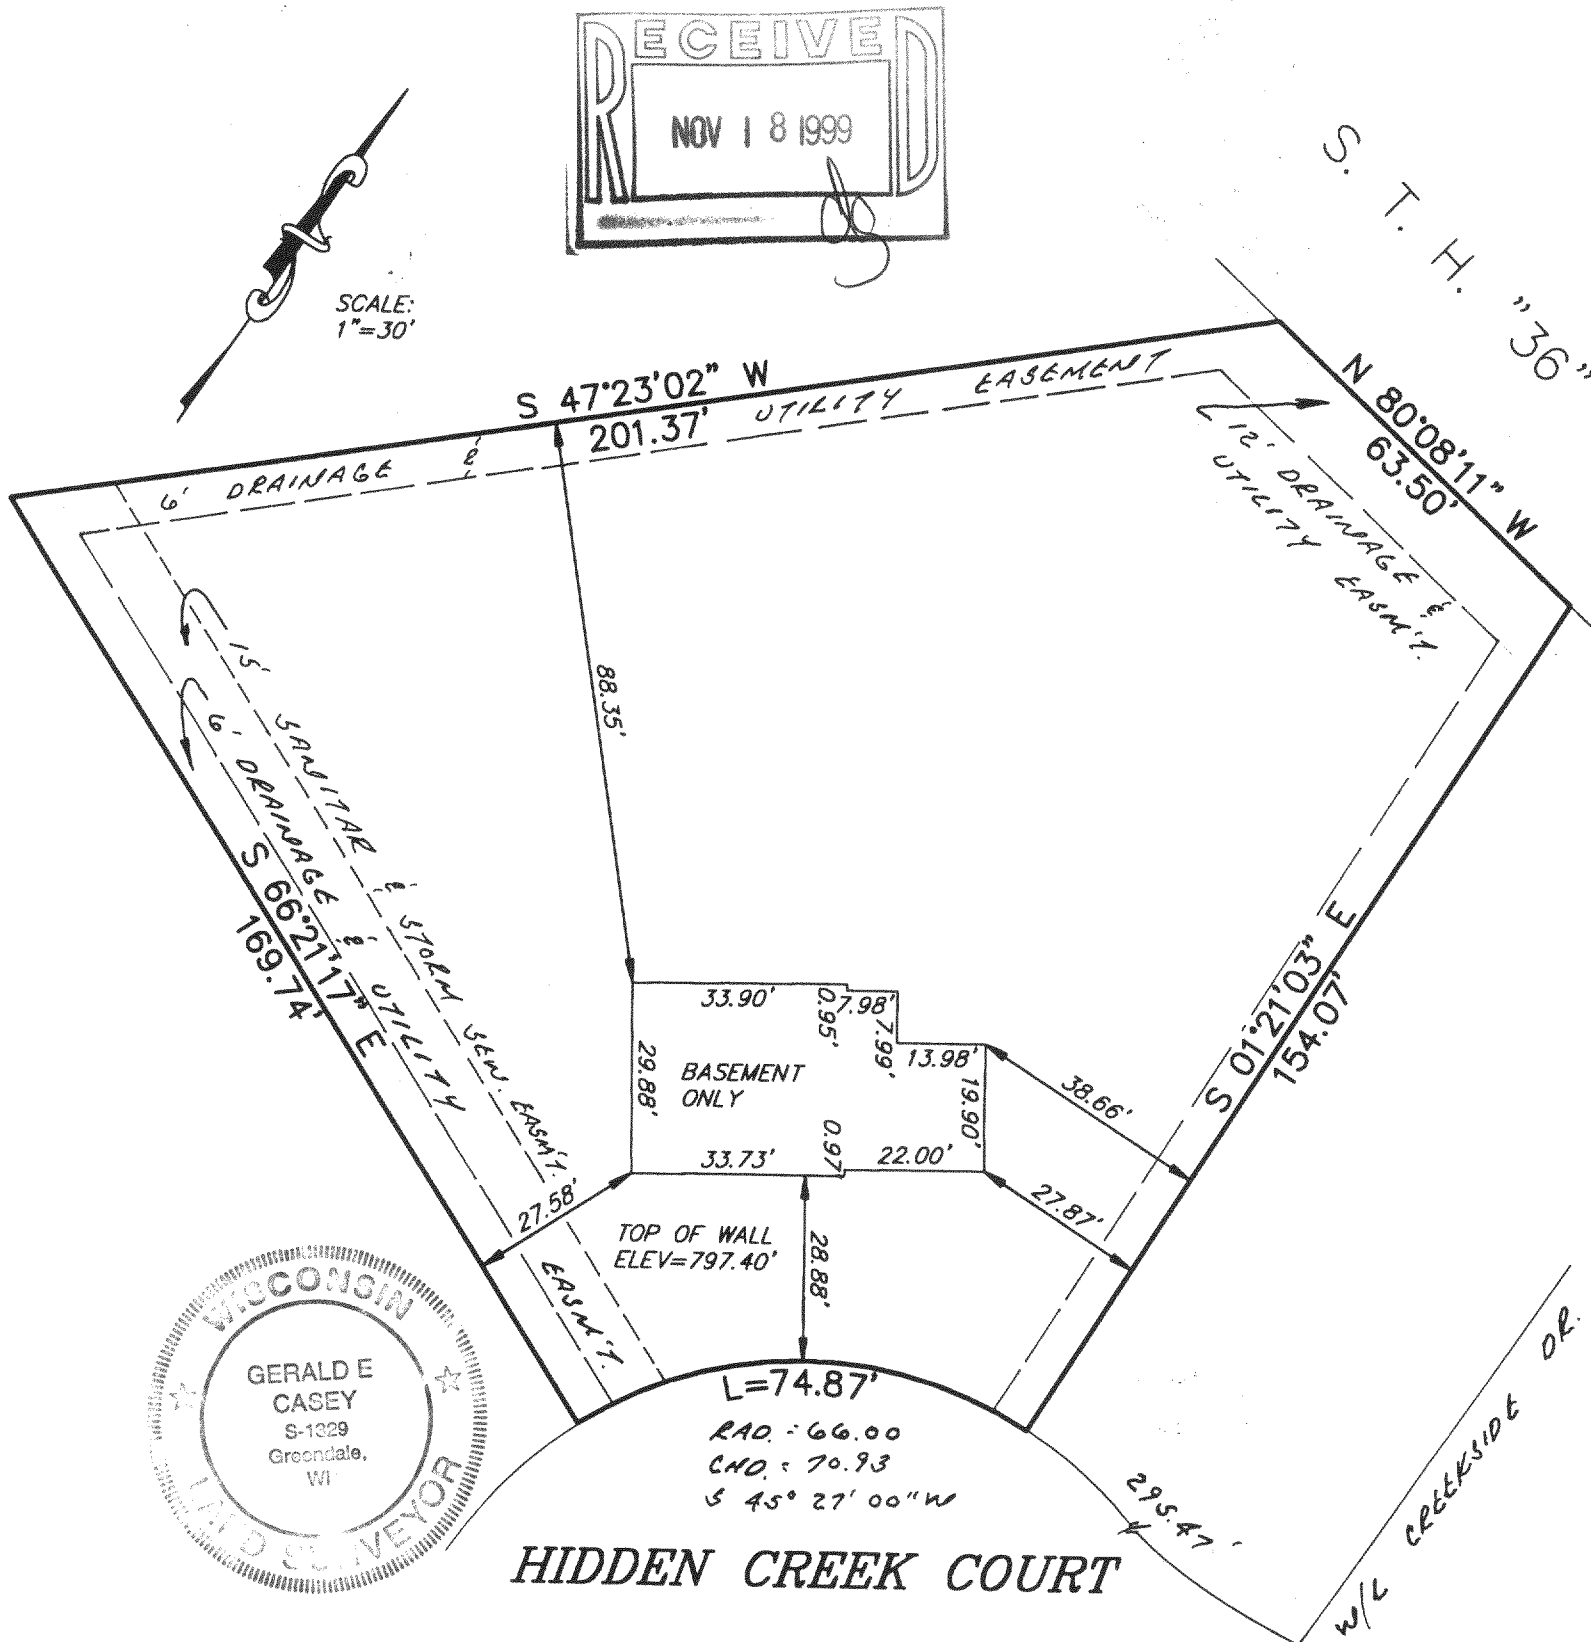 RECEIVED
NOV 18 1999
SCALE:
1"=30'
S. T. H. "36"
S 47°23'02" W
201.37'
6' DRAINAGE & UTILITY EASEMENT
N 80°08'11" W
63.50'
12' DRAINAGE &
UTILITY EASM'T.
88.35'
15' SANITAR & STORM SEW. EASM'T.
6' DRAINAGE & UTILITY EASM'T.
S 66°21'17" E
169.74'
S 01°21'03" E
154.07'
33.90'
0.95'
7.98'
7.99'
13.98'
38.66'
29.88'
BASEMENT
ONLY
19.90'
33.73'
0.97
22.00'
27.58'
27.87'
TOP OF WALL
ELEV=797.40'
28.88'
L=74.87'
RAD. = 66.00
CHD. = 70.93
S 45° 27' 00" W
295.47'
HIDDEN CREEK COURT
W/L CREEKSIDE DR.
WISCONSIN
GERALD E
CASEY
S-1329
Greendale,
WI
LAND SURVEYOR